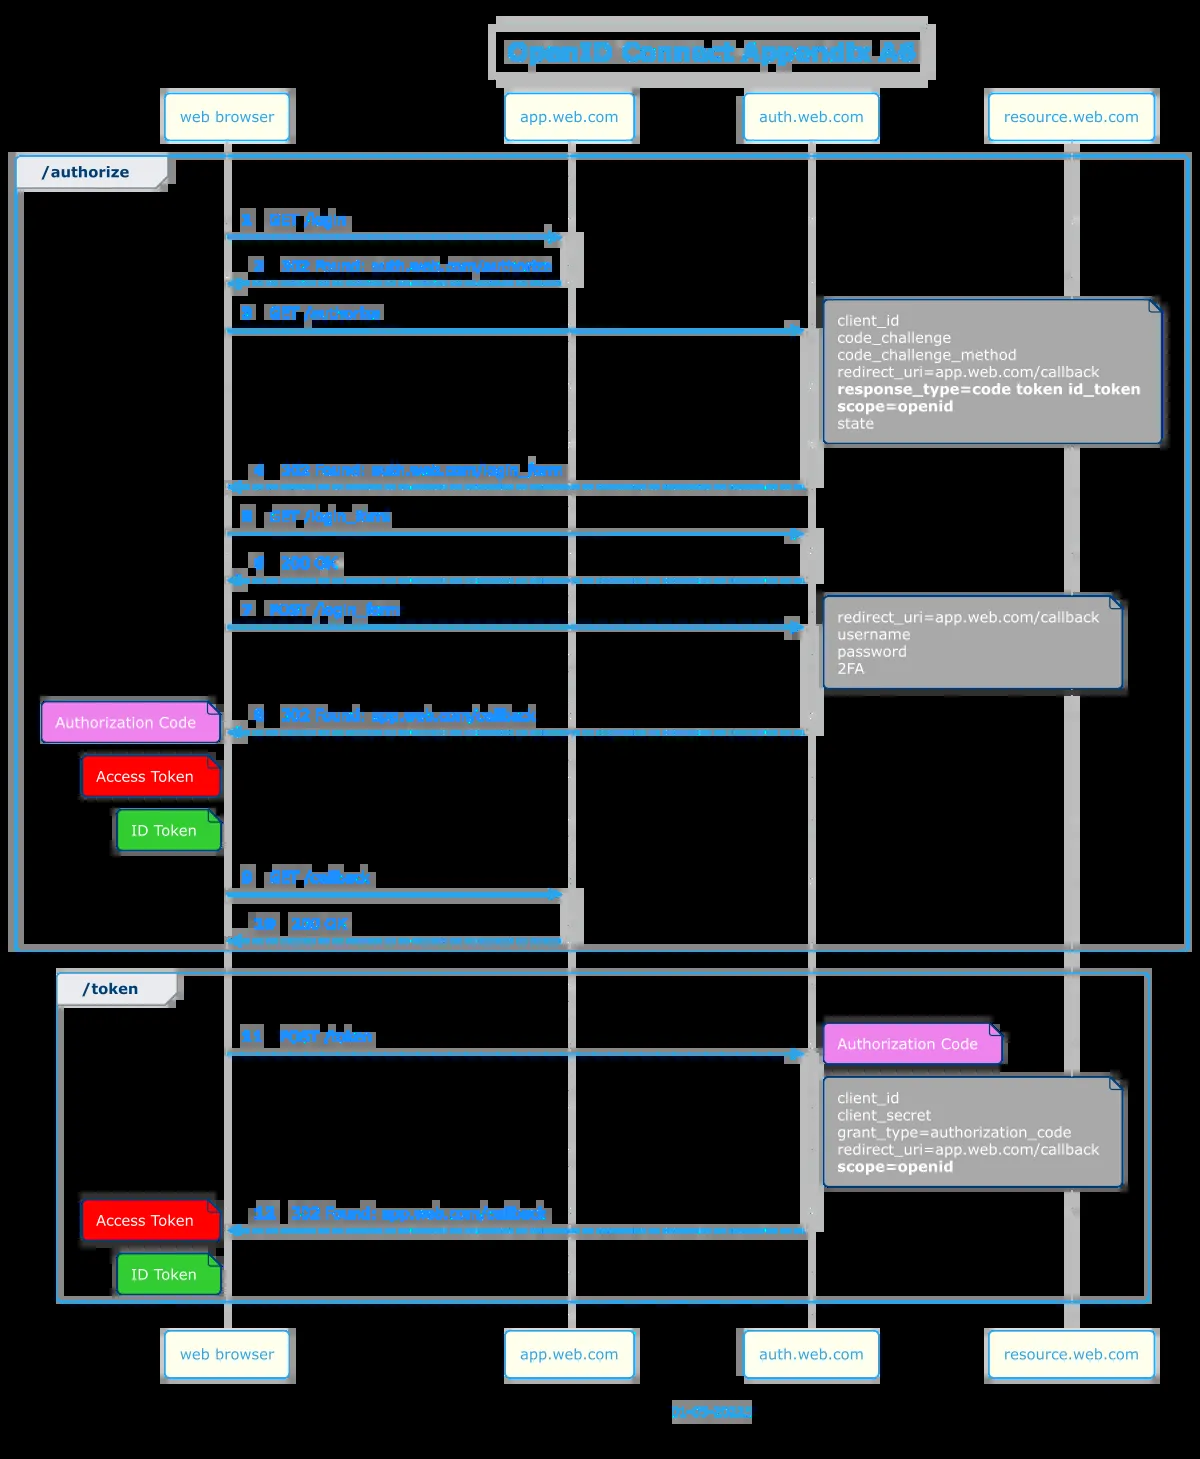 OpenID Connect Appendix A6
web browser
app.web.com
auth.web.com
resource.web.com
/authorize
1 GET /login
2 302 Found: auth.web.com/authorize
3 GET /authorize
client_id
code_challenge
code_challenge_method
redirect_uri=app.web.com/callback
response_type=code token id_token
scope=openid
state
4 302 Found: auth.web.com/login_form
5 GET /login_form
6 200 OK
7 POST /login_form
redirect_uri=app.web.com/callback
username
password
2FA
8 302 Found: app.web.com/callback
Authorization Code
Access Token
ID Token
9 GET /callback
10 200 OK
/token
11 POST /token
Authorization Code
client_id
client_secret
grant_type=authorization_code
redirect_uri=app.web.com/callback
scope=openid
12 302 Found: app.web.com/callback
Access Token
ID Token
web browser
app.web.com
auth.web.com
resource.web.com